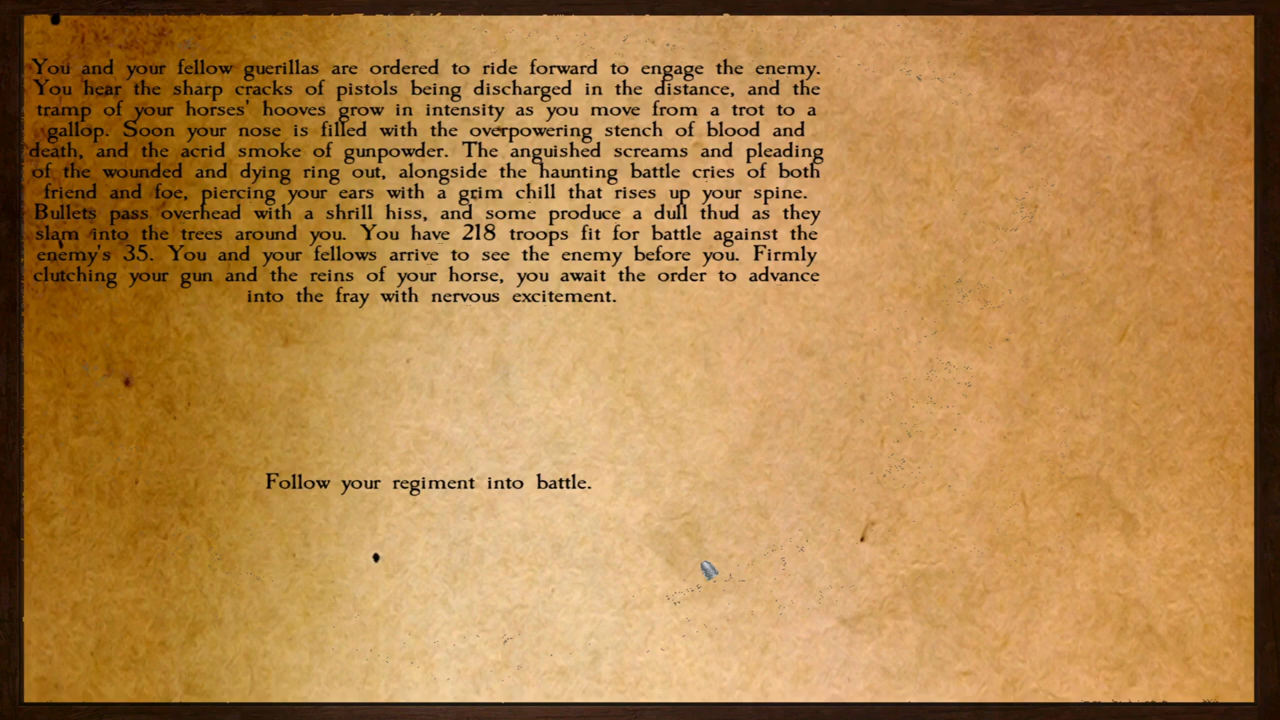 You and your fellow guerillas are ordered to ride forward to engage the enemy.
You hear the sharp cracks of pistols being discharged in the distance, and the
tramp of your horses' hooves grow in intensity as you move from a trot to a
gallop. Soon your nose is filled with the overpowering stench of blood and
death, and the acrid smoke of gunpowder. The anguished screams and pleading
of the wounded and dying ring out, alongside the haunting battle cries of both
friend and foe, piercing your ears with a grim chill that rises up your spine.
Bullets pass overhead with a shrill hiss, and some produce a dull thud as they
slam into the trees around you. You have 218 troops fit for battle against the
enemy's 35. You and your fellows arrive to see the enemy before you. Firmly
clutching your gun and the reins of your horse, you await the order to advance
into the fray with nervous excitement.
Follow your regiment into battle.